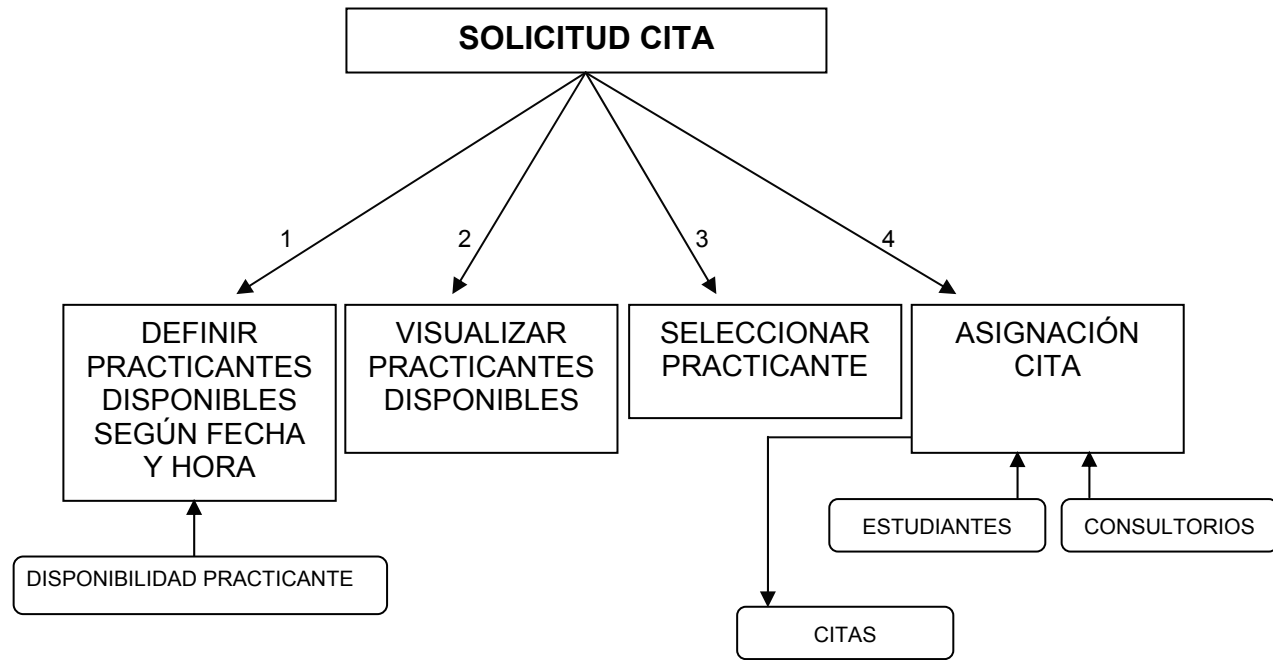 SOLICITUD CITA
1
2
3
4
DEFINIR
PRACTICANTES
DISPONIBLES
SEGÚN FECHA
Y HORA
VISUALIZAR
PRACTICANTES
DISPONIBLES
SELECCIONAR
PRACTICANTE
ASIGNACIÓN
CITA
DISPONIBILIDAD PRACTICANTE
ESTUDIANTES
CONSULTORIOS
CITAS